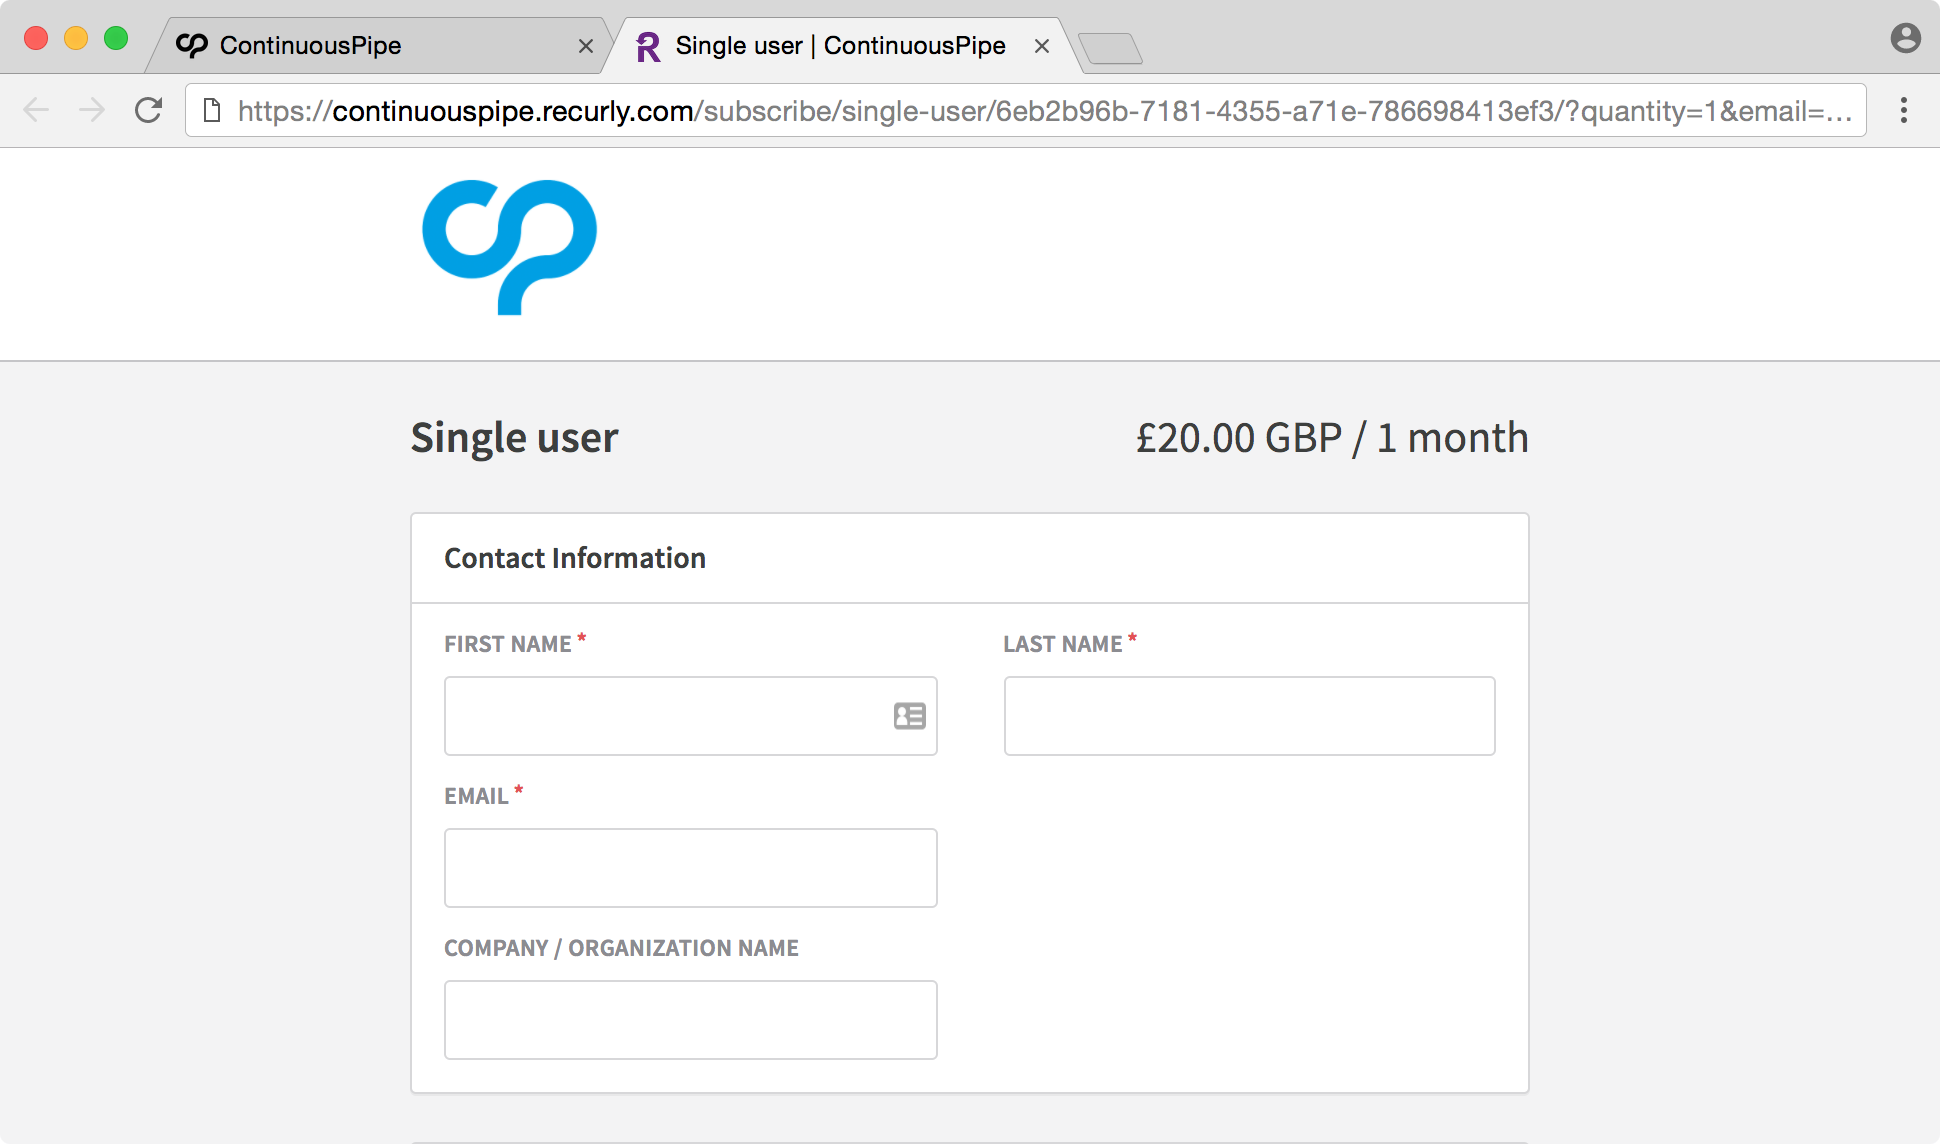 ContinuousPipe
Single user | ContinuousPipe
https://continuouspipe.recurly.com/subscribe/single-user/6eb2b96b-7181-4355-a71e-786698413ef3/?quantity=1&email=...
Single user
£20.00 GBP / 1 month
Contact Information
FIRST NAME *
LAST NAME *
EMAIL *
COMPANY / ORGANIZATION NAME